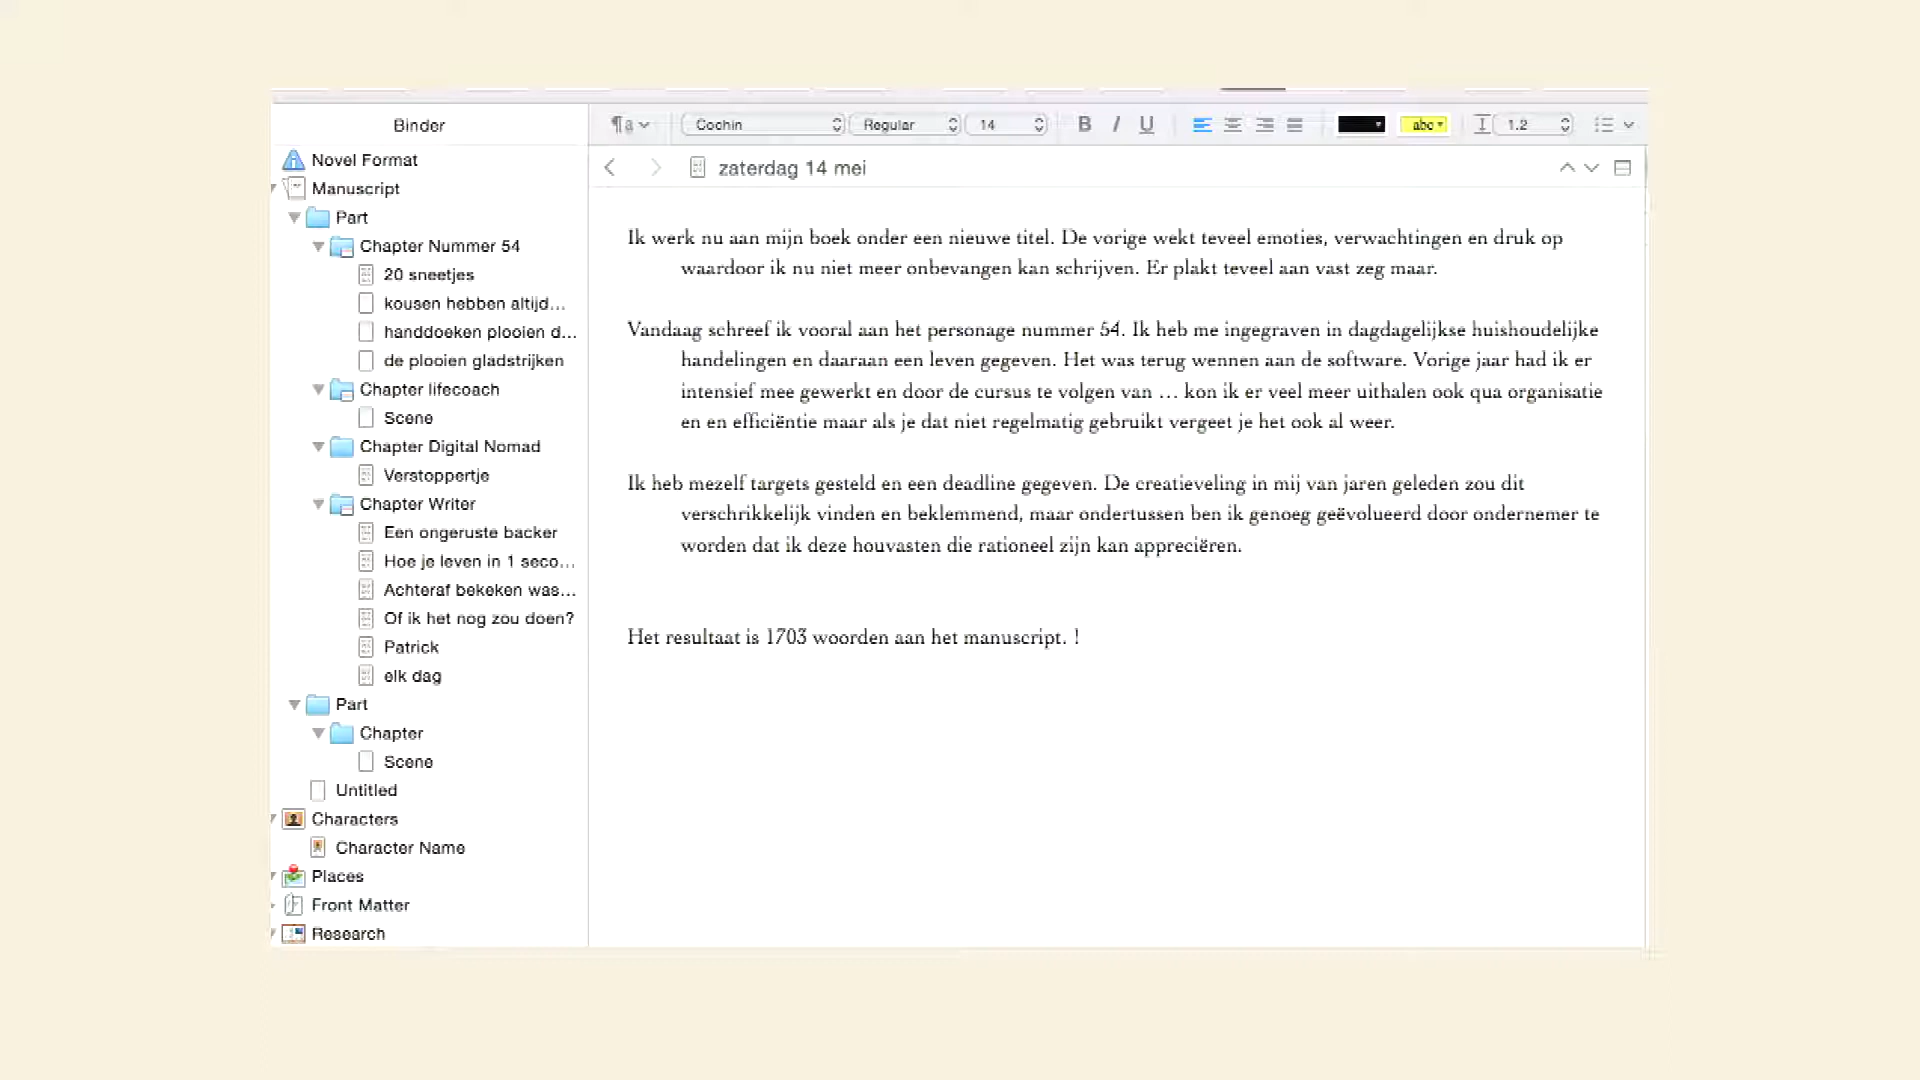 Binder
Novel Format
Manuscript
Part
Chapter Nummer 54
20 sneetjes
kousen hebben altijd...
handdoeken plooien d...
de plooien gladstrijken
Chapter lifecoach
Scene
Chapter Digital Nomad
Verstoppertje
Chapter Writer
Een ongeruste backer
Hoe je leven in 1 seco...
Achteraf bekeken was...
Of ik het nog zou doen?
Patrick
elk dag
Part
Chapter
Scene
Untitled
Characters
Character Name
Places
Front Matter
Research
¶a Cochin Regular 14 B I U abc 1.2
zaterdag 14 mei
Ik werk nu aan mijn boek onder een nieuwe titel. De vorige wekt teveel emoties, verwachtingen en druk op
waardoor ik nu niet meer onbevangen kan schrijven. Er plakt teveel aan vast zeg maar.
Vandaag schreef ik vooral aan het personage nummer 54. Ik heb me ingegraven in dagdagelijkse huishoudelijke
handelingen en daaraan een leven gegeven. Het was terug wennen aan de software. Vorige jaar had ik er
intensief mee gewerkt en door de cursus te volgen van ... kon ik er veel meer uithalen ook qua organisatie
en en efficiëntie maar als je dat niet regelmatig gebruikt vergeet je het ook al weer.
Ik heb mezelf targets gesteld en een deadline gegeven. De creatieveling in mij van jaren geleden zou dit
verschrikkelijk vinden en beklemmend, maar ondertussen ben ik genoeg geëvolueerd door ondernemer te
worden dat ik deze houvasten die rationeel zijn kan appreciëren.
Het resultaat is 1703 woorden aan het manuscript. !